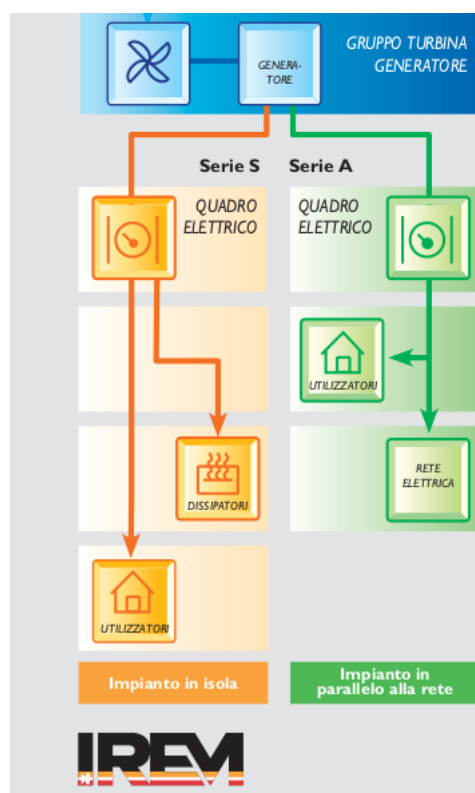 GRUPPO TURBINA
GENERATORE
GENERA-
TORE
Serie S
Serie A
QUADRO
ELETTRICO
QUADRO
ELETTRICO
UTILIZZATORI
RETE
ELETTRICA
DISSIPATORI
UTILIZZATORI
Impianto in isola
Impianto in
parallelo alla rete
IREM